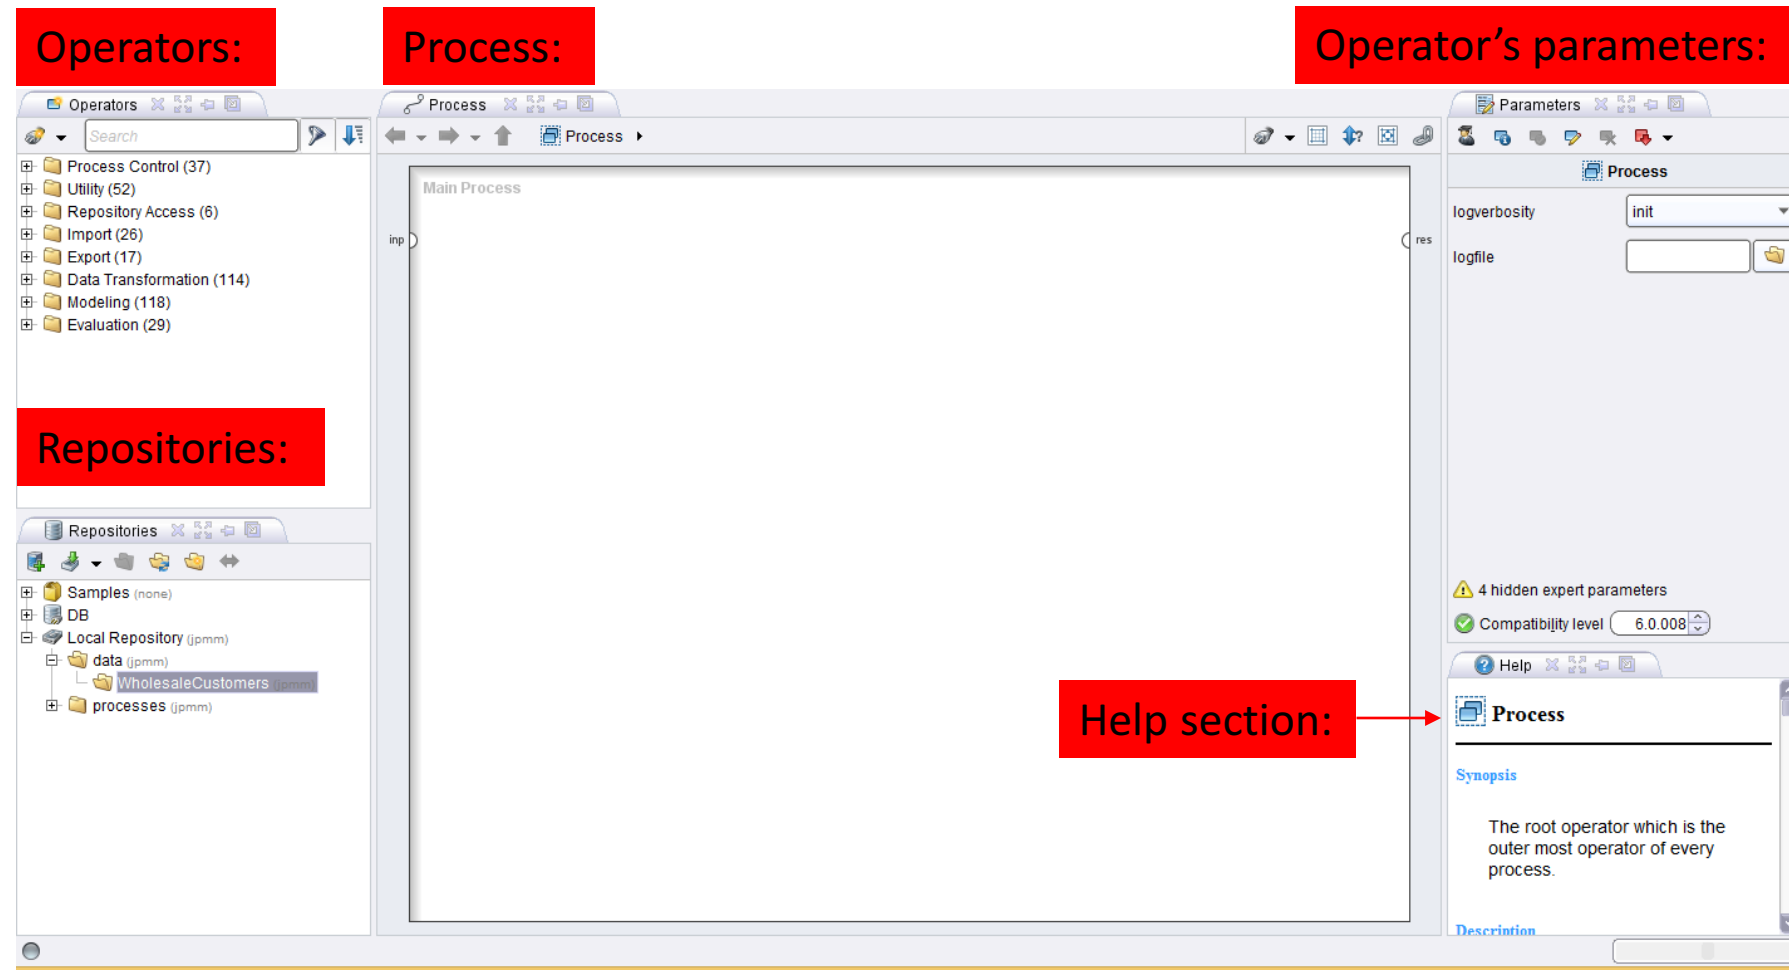 Operators:
Process:
Operator's parameters:
Operators
Search
Process Control (37)
Utility (52)
Repository Access (6)
Import (26)
Export (17)
Data Transformation (114)
Modeling (118)
Evaluation (29)
Repositories:
Repositories
Samples (none)
DB
Local Repository (jpmm)
data (jpmm)
WholesaleCustomers (jpmm)
processes (jpmm)
Process
Process
Main Process
inp
res
Help section:
Parameters
Process
logverbosity init
logfile
4 hidden expert parameters
Compatibility level 6.0.008
Help
Process
Synopsis
The root operator which is the
outer most operator of every
process.
Description